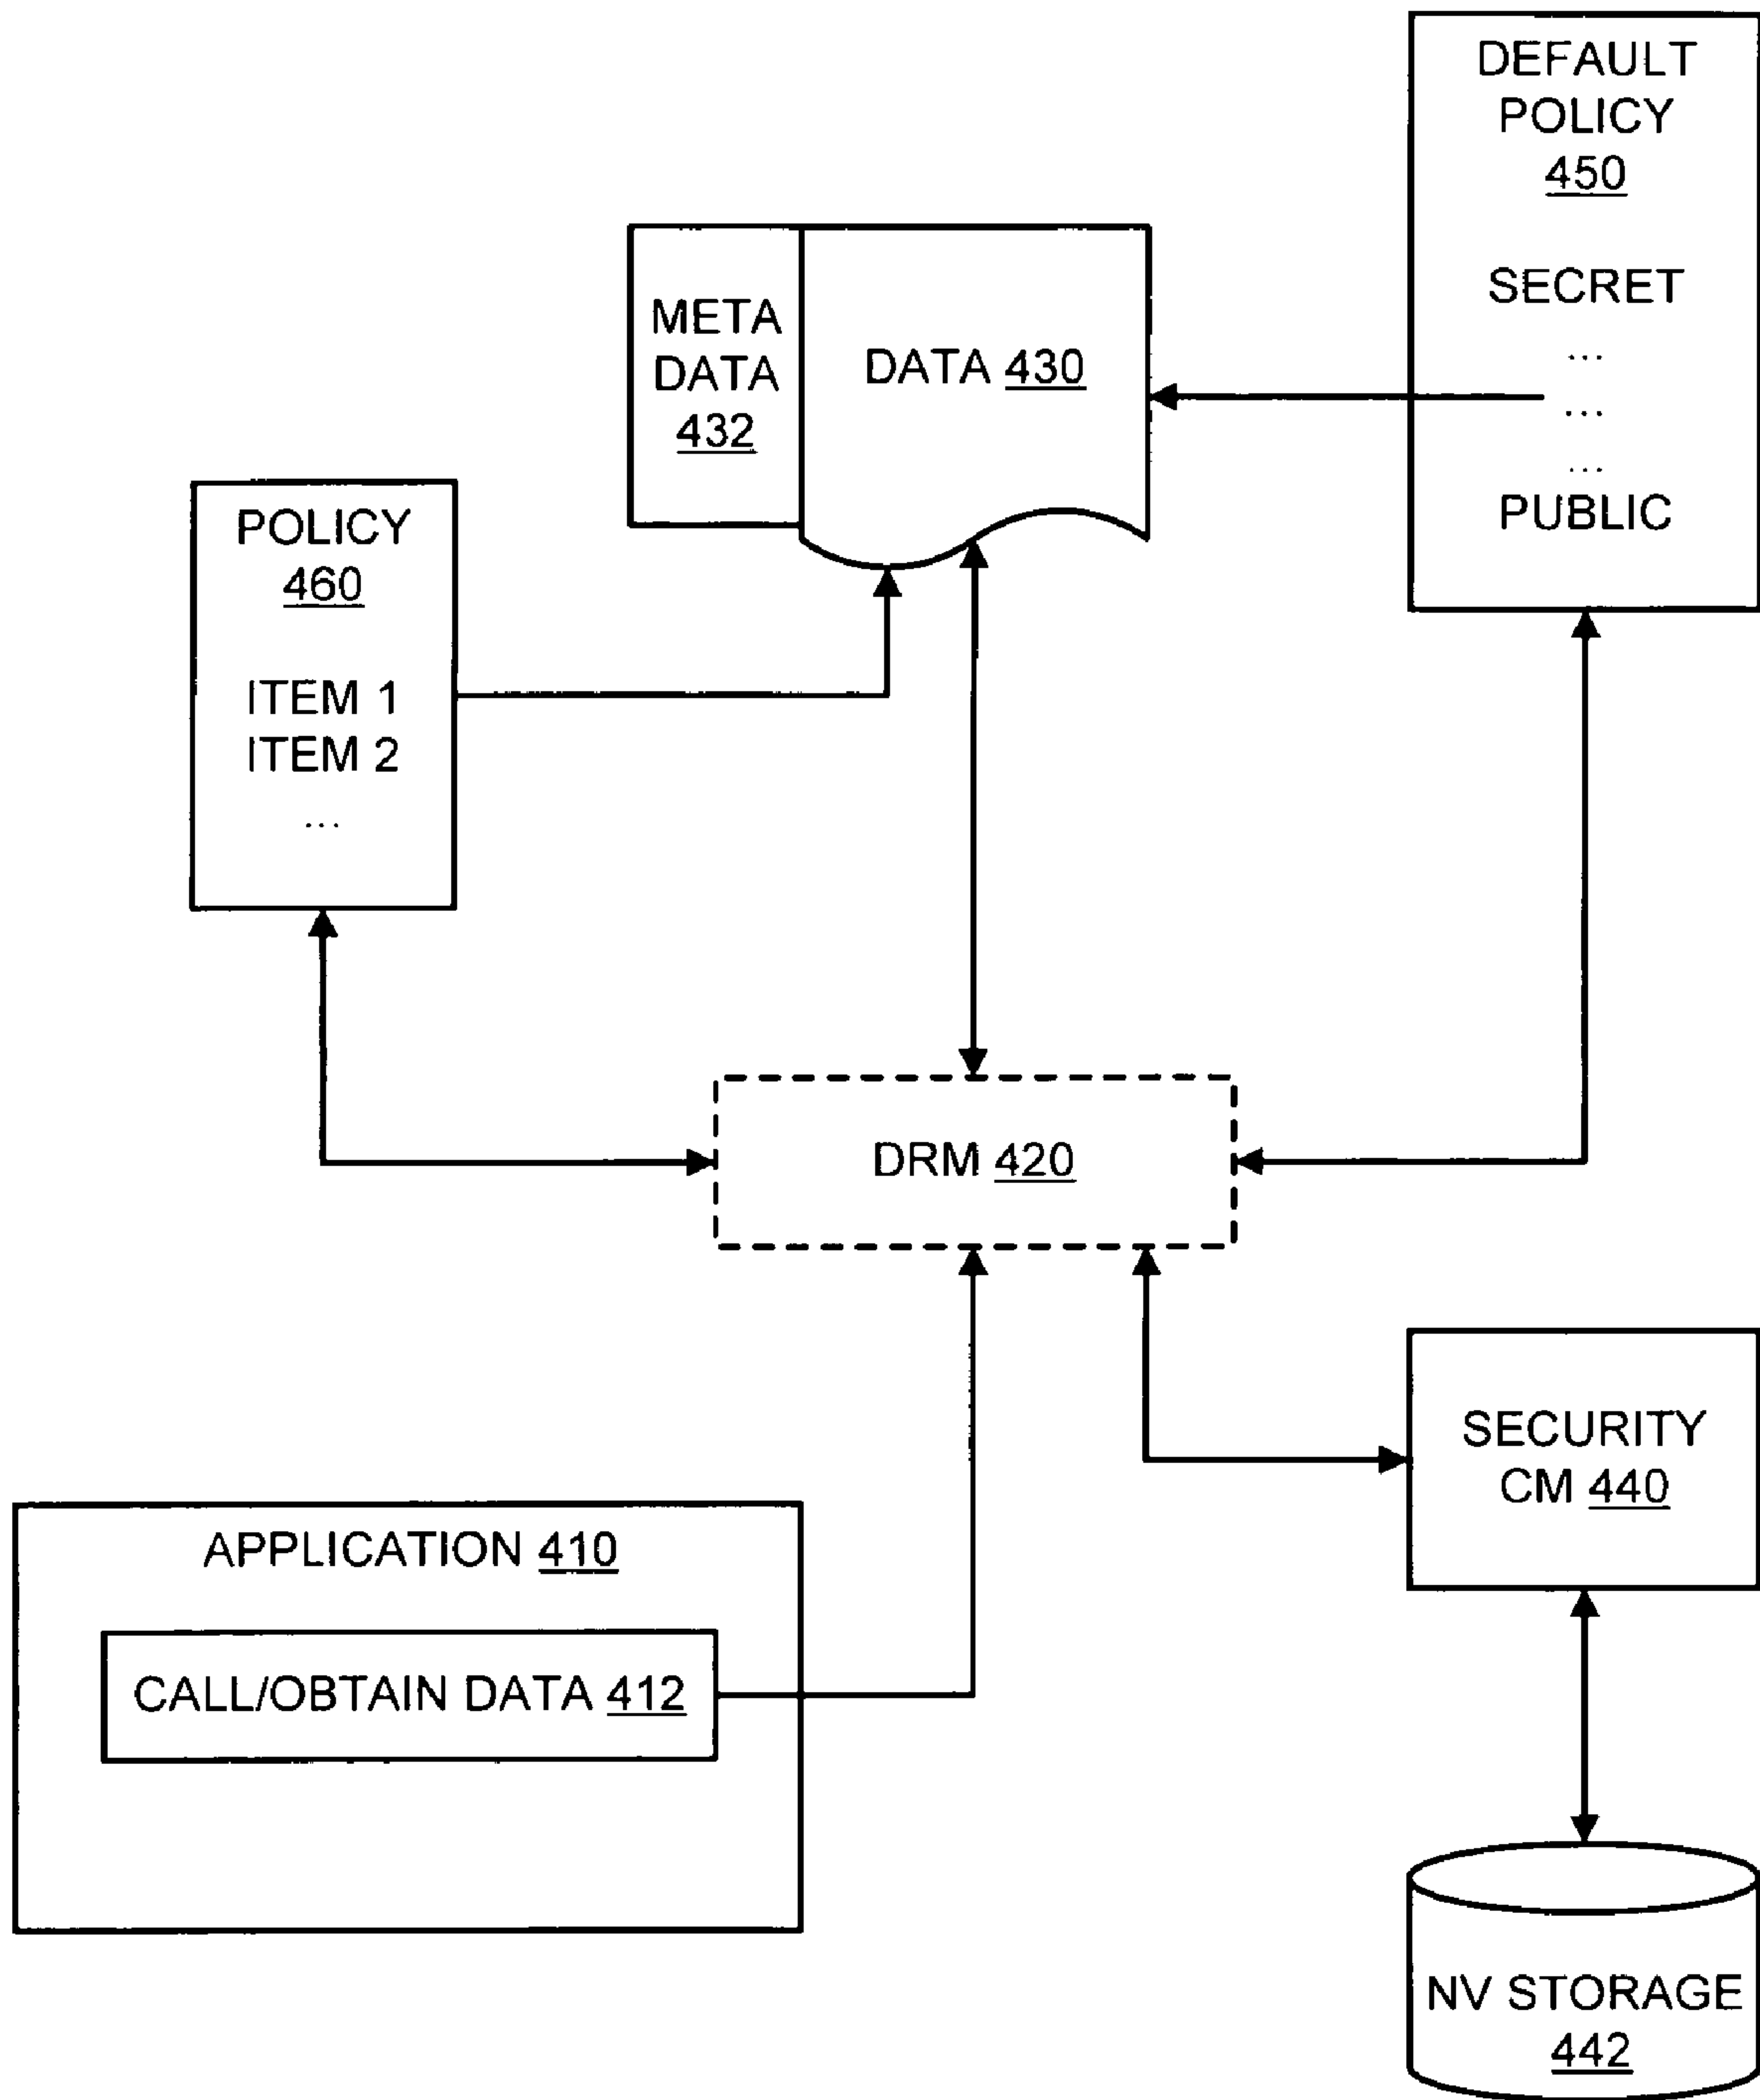 DEFAULT
POLICY
450
SECRET
...
...
...
PUBLIC
META
DATA
432
DATA 430
POLICY
460
ITEM 1
ITEM 2
...
DRM 420
SECURITY
CM 440
APPLICATION 410
CALL/OBTAIN DATA 412
NV STORAGE
442